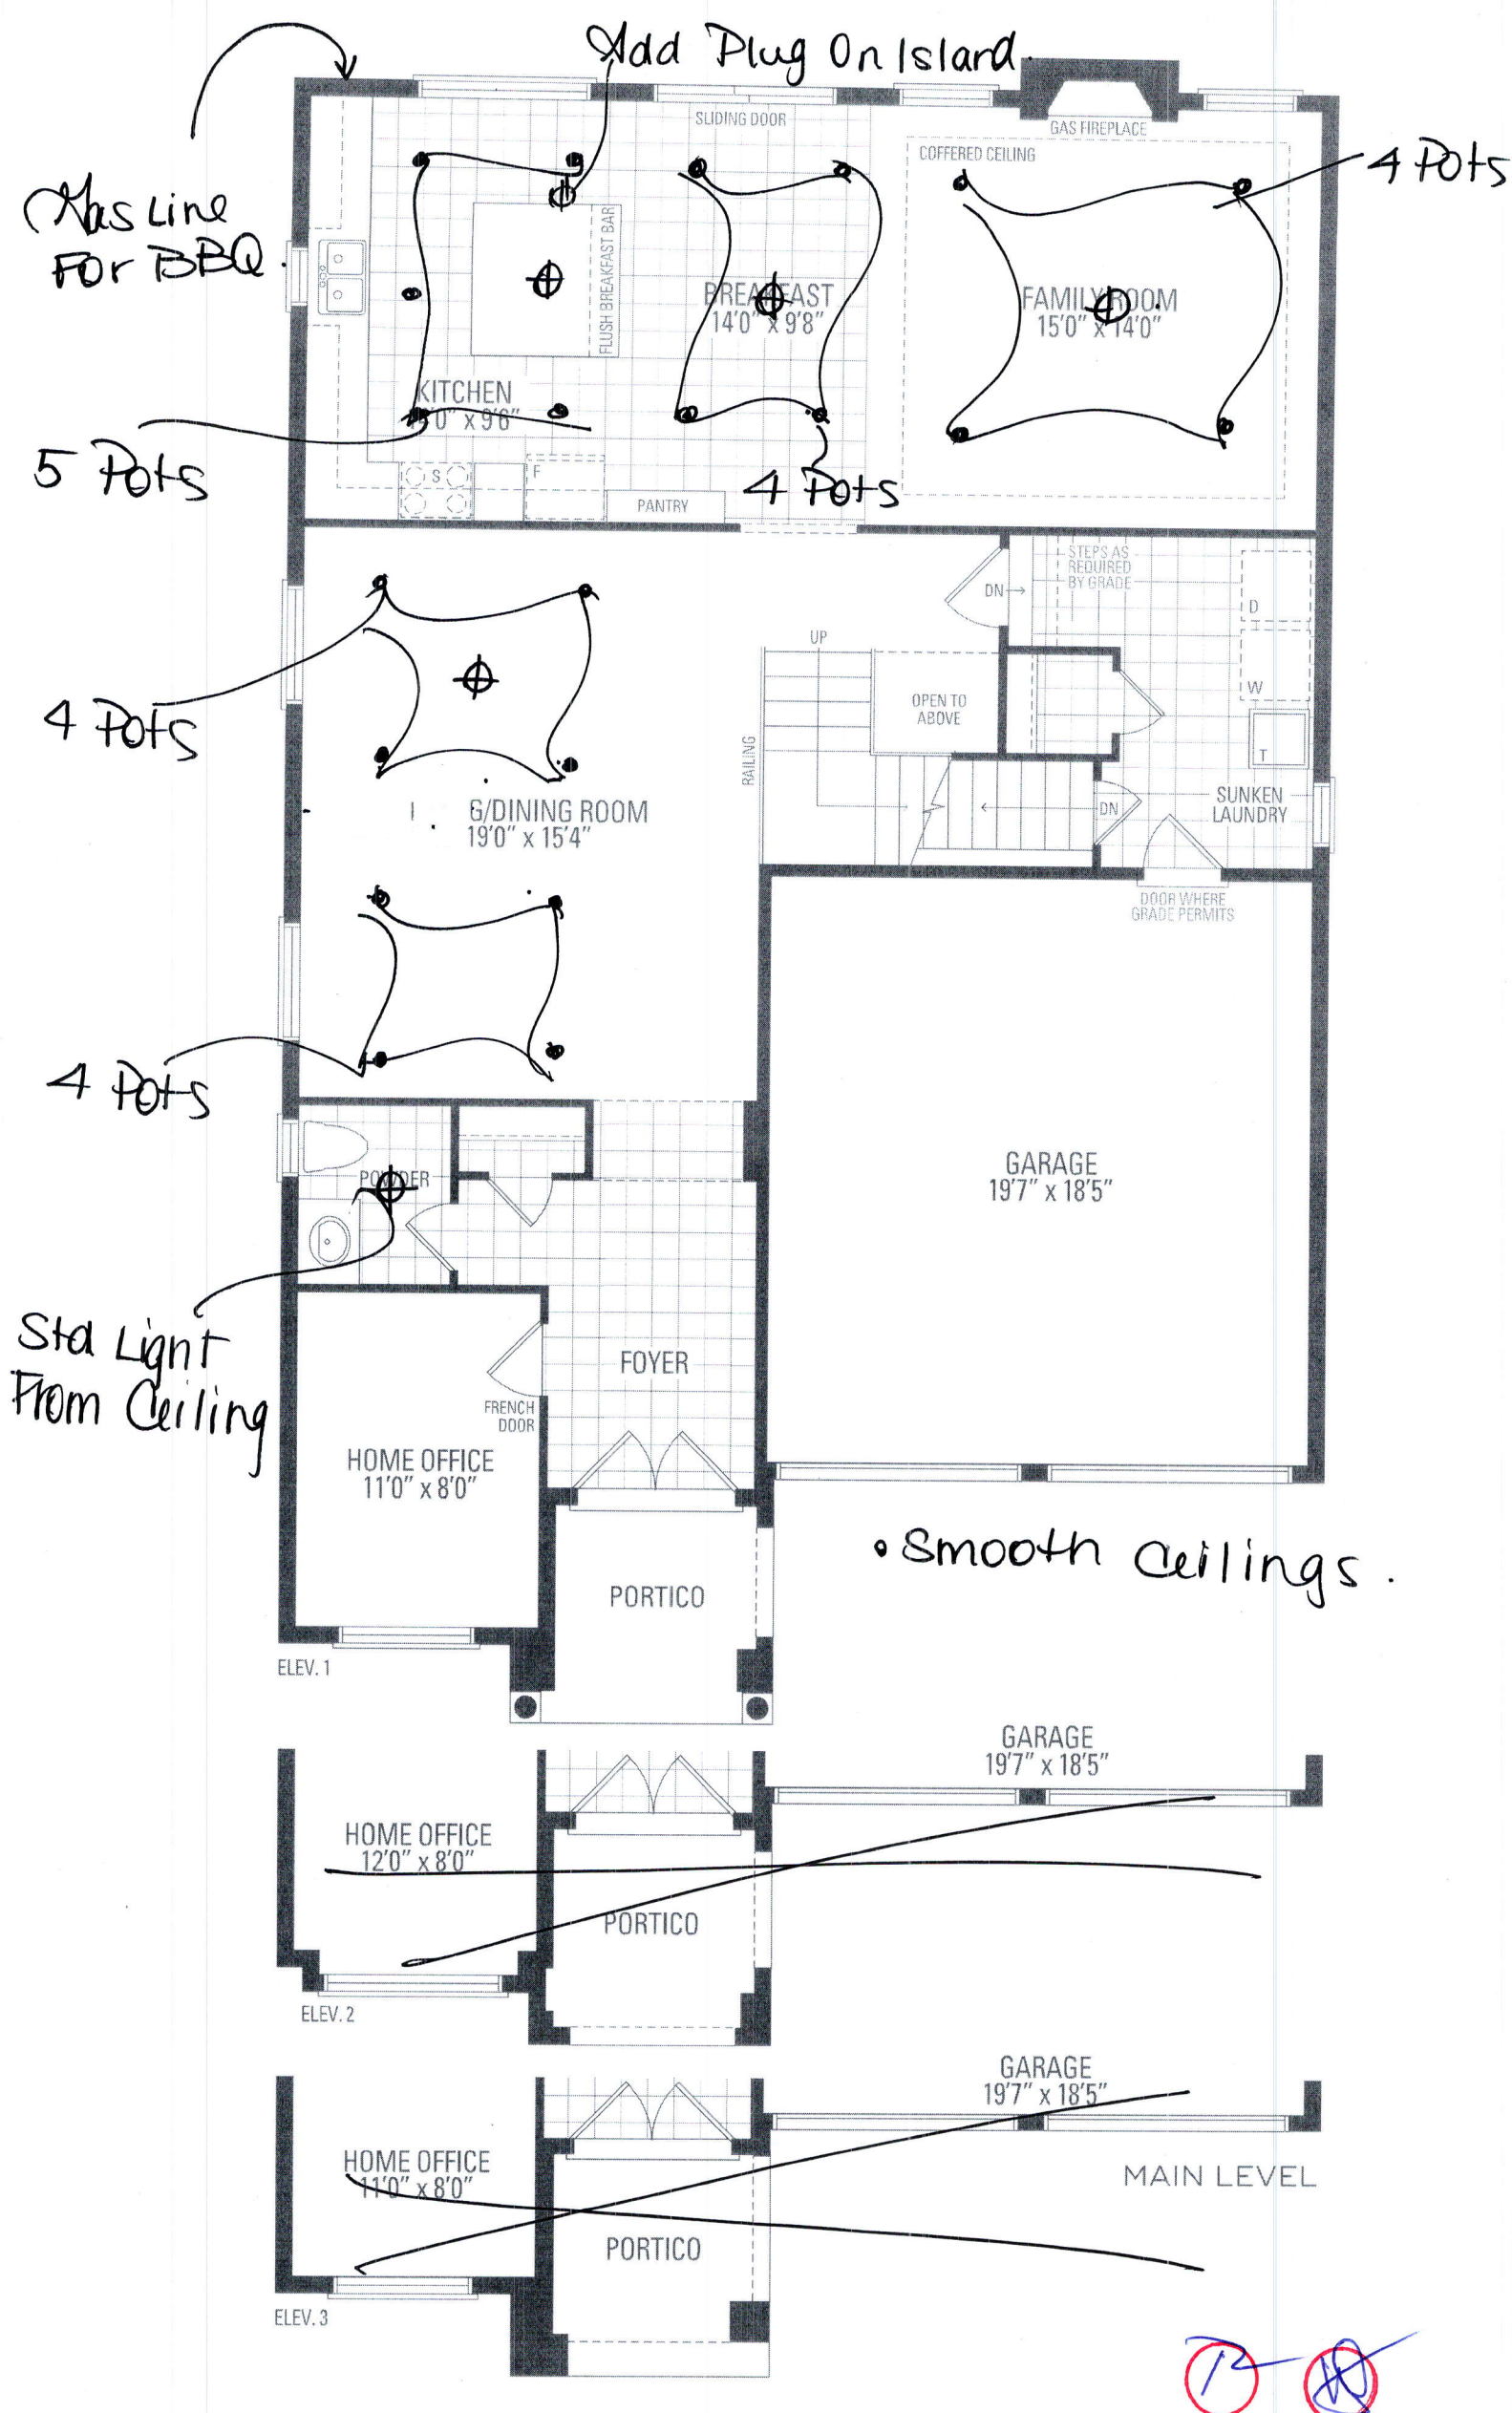 Add Plug On Island.
SLIDING DOOR
GAS FIREPLACE
COFFERED CEILING
4 Pots
Gas Line
For BBQ.
FLUSH BREAKFAST BAR
BREAKFAST
14'0" x 9'8"
FAMILY ROOM
15'0" x 14'0"
KITCHEN
x 9'6"
5 Pots
S
F
4 Pots
PANTRY
STEPS AS
REQUIRED
BY GRADE
DN
D
UP
W
OPEN TO
ABOVE
4 Pots
RAILING
T
G/DINING ROOM
19'0" x 15'4"
DN
SUNKEN
LAUNDRY
DOOR WHERE
GRADE PERMITS
4 Pots
GARAGE
19'7" x 18'5"
POWDER
Std Light
From Ceiling
FOYER
FRENCH
DOOR
HOME OFFICE
11'0" x 8'0"
• Smooth Ceilings.
PORTICO
ELEV. 1
GARAGE
19'7" x 18'5"
HOME OFFICE
12'0" x 8'0"
PORTICO
ELEV. 2
GARAGE
19'7" x 18'5"
HOME OFFICE
11'0" x 8'0"
MAIN LEVEL
PORTICO
ELEV. 3